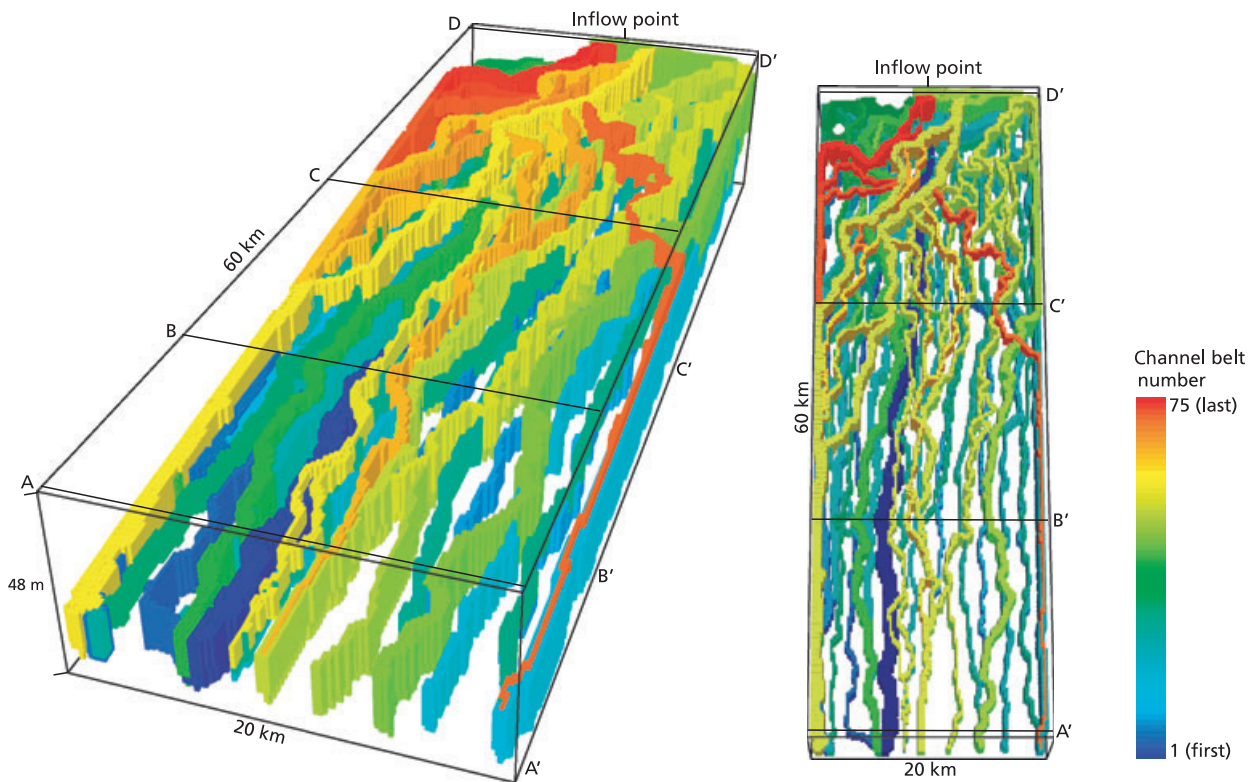 Inflow point
D
D′
C
60 km
B
C′
A
48 m
B′
20 km
A′
Inflow point
D′
C′
60 km
B′
A′
20 km
Channel belt
number
75 (last)
1 (first)